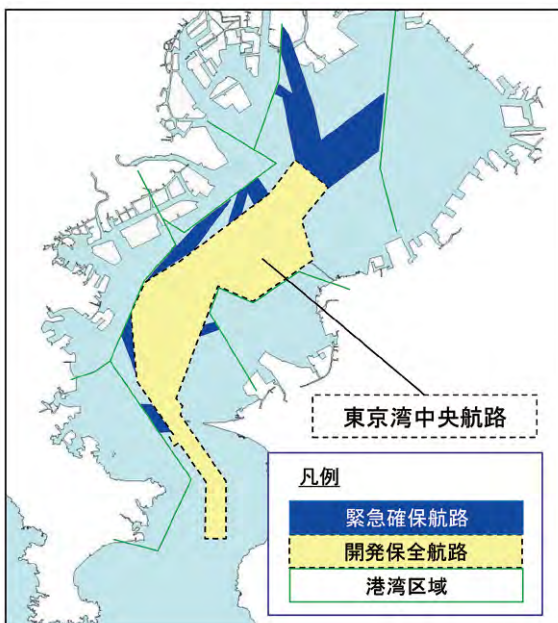 東京湾中央航路
凡例
緊急確保航路
開発保全航路
港湾区域